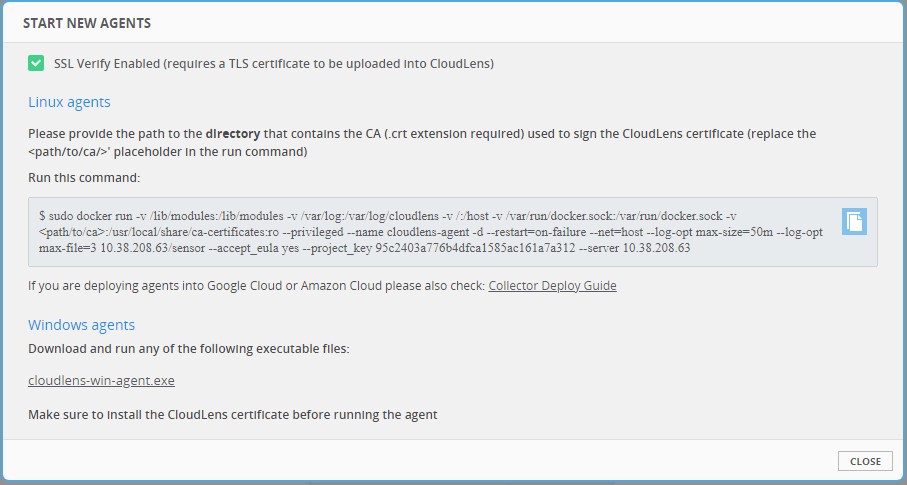 START NEW AGENTS
SSL Verify Enabled (requires a TLS certificate to be uploaded into CloudLens)
Linux agents
Please provide the path to the directory that contains the CA (.crt extension required) used to sign the CloudLens certificate (replace the
<path/to/ca/>' placeholder in the run command)
Run this command:
$ sudo docker run -v /lib/modules:/lib/modules -v /var/log:/var/log/cloudlens -v /:/host -v /var/run/docker.sock:/var/run/docker.sock -v
<path/to/ca>:/usr/local/share/ca-certificates:ro --privileged --name cloudlens-agent -d --restart=on-failure --net=host --log-opt max-size=50m --log-opt
max-file=3 10.38.208.63/sensor --accept_eula yes --project_key 95c2403a776b4dfca1585ac161a7a312 --server 10.38.208.63
If you are deploying agents into Google Cloud or Amazon Cloud please also check: Collector Deploy Guide
Windows agents
Download and run any of the following executable files:
cloudlens-win-agent.exe
Make sure to install the CloudLens certificate before running the agent
CLOSE